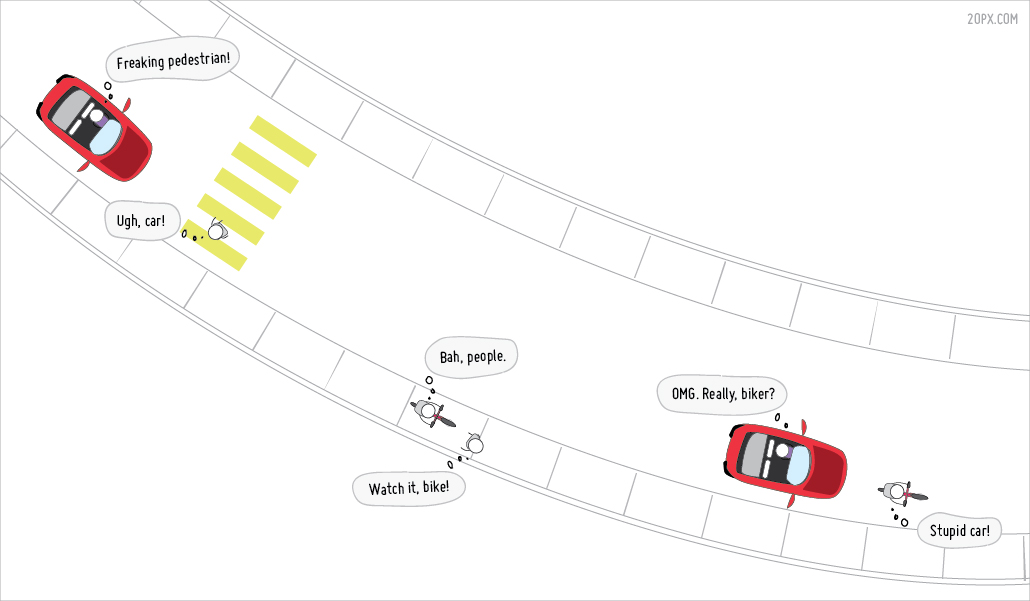 20PX.COM
Freaking pedestrian!
Ugh, car!
Bah, people.
Watch it, bike!
OMG. Really, biker?
Stupid car!